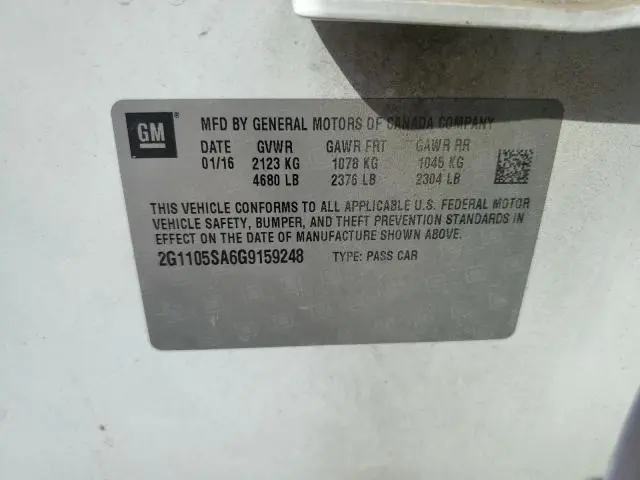 GM ®
MFD BY GENERAL MOTORS OF CANADA COMPANY
DATE GVWR GAWR FRT GAWR RR
01/16 2123 KG 1078 KG 1045 KG
4680 LB 2376 LB 2304 LB
THIS VEHICLE CONFORMS TO ALL APPLICABLE U.S. FEDERAL MOTOR
VEHICLE SAFETY, BUMPER, AND THEFT PREVENTION STANDARDS IN
EFFECT ON THE DATE OF MANUFACTURE SHOWN ABOVE.
2G1105SA6G9159248 TYPE: PASS CAR